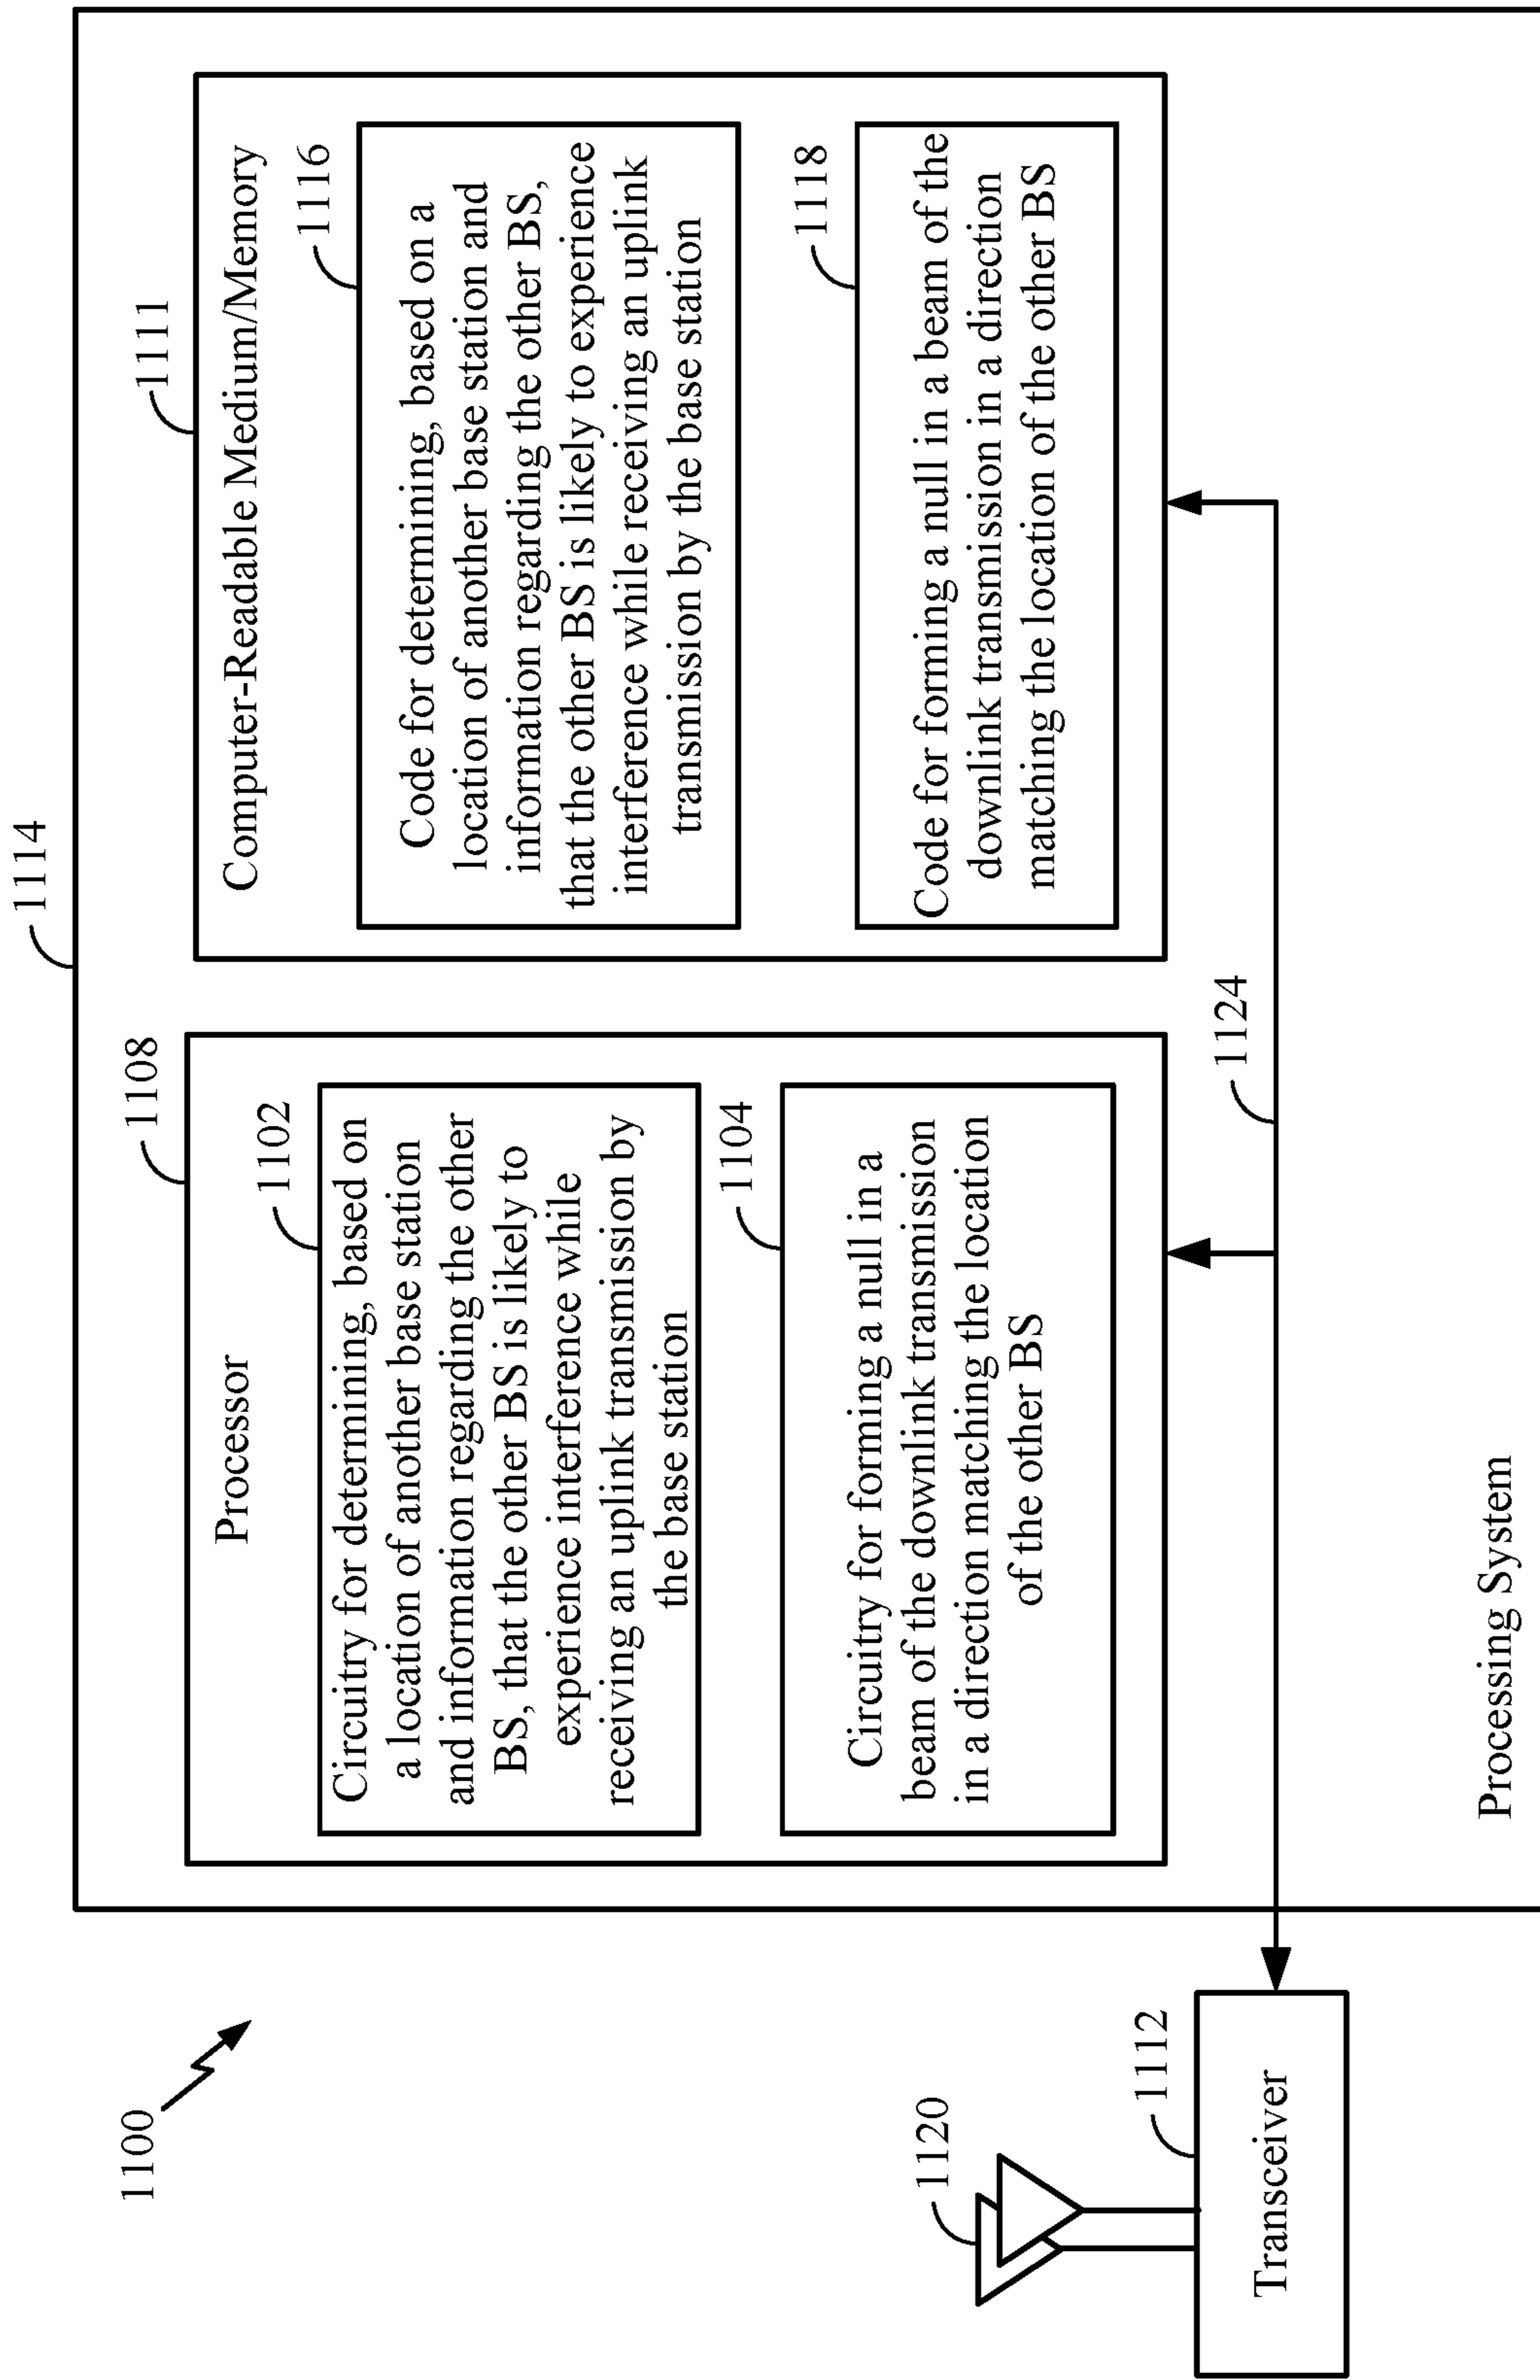 1100
1114
1108
Processor
1102
Circuitry for determining, based on
a location of another base station
and information regarding the other
BS, that the other BS is likely to
experience interference while
receiving an uplink transmission by
the base station
1104
Circuitry for forming a null in a
beam of the downlink transmission
in a direction matching the location
of the other BS
1111
Computer-Readable Medium/Memory
1116
Code for determining, based on a
location of another base station and
information regarding the other BS,
that the other BS is likely to experience
interference while receiving an uplink
transmission by the base station
1118
Code for forming a null in a beam of the
downlink transmission in a direction
matching the location of the other BS
1120
1112
Transceiver
1124
Processing System